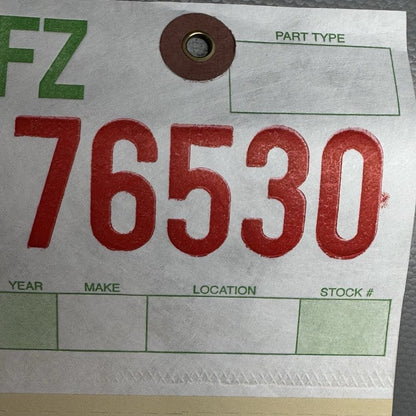 FZ
PART TYPE
76530
YEAR MAKE LOCATION STOCK #